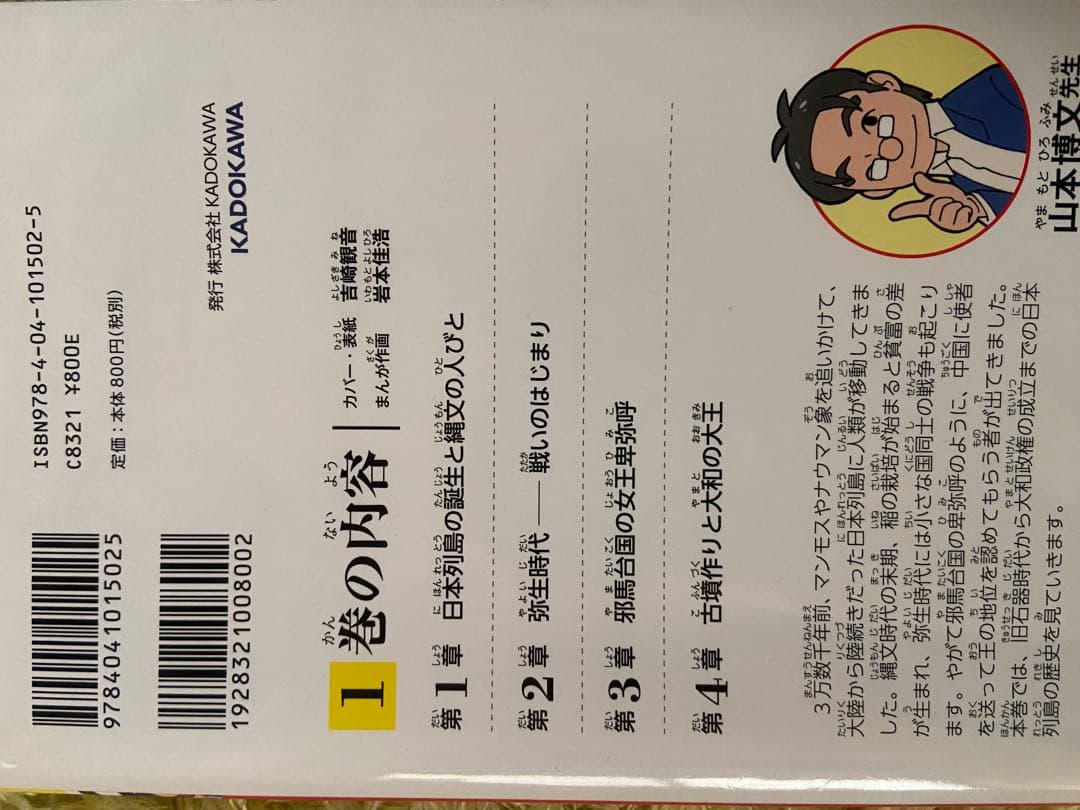 ISBN978-4-04-101502-5
C8321 ¥800E
定価：本体800円(税別)
9784041015025
1928321008002
発行 株式会社 KADOKAWA
KADOKAWA
1巻の内容
カバー・表紙 吉崎観音
まんが作画 岩本佳浩
第1章 日本列島の誕生と縄文の人びと
第2章 弥生時代――戦いのはじまり
第3章 邪馬台国の女王卑弥呼
第4章 古墳作りと大和の大王
3万数千年前、マンモスやナウマン象を追いかけて、
大陸から陸続きだった日本列島に人類が移動してきま
した。縄文時代の末期、稲の栽培が始まると貧富の差
が生まれ、弥生時代には小さな国同士の戦争も起こり
ます。やがて邪馬台国の卑弥呼のように、中国に使者
を送って王の地位を認めてもらう者が出てきました。
本巻では、旧石器時代から大和政権の成立までの日本
列島の歴史を見ていきます。
山本博文先生